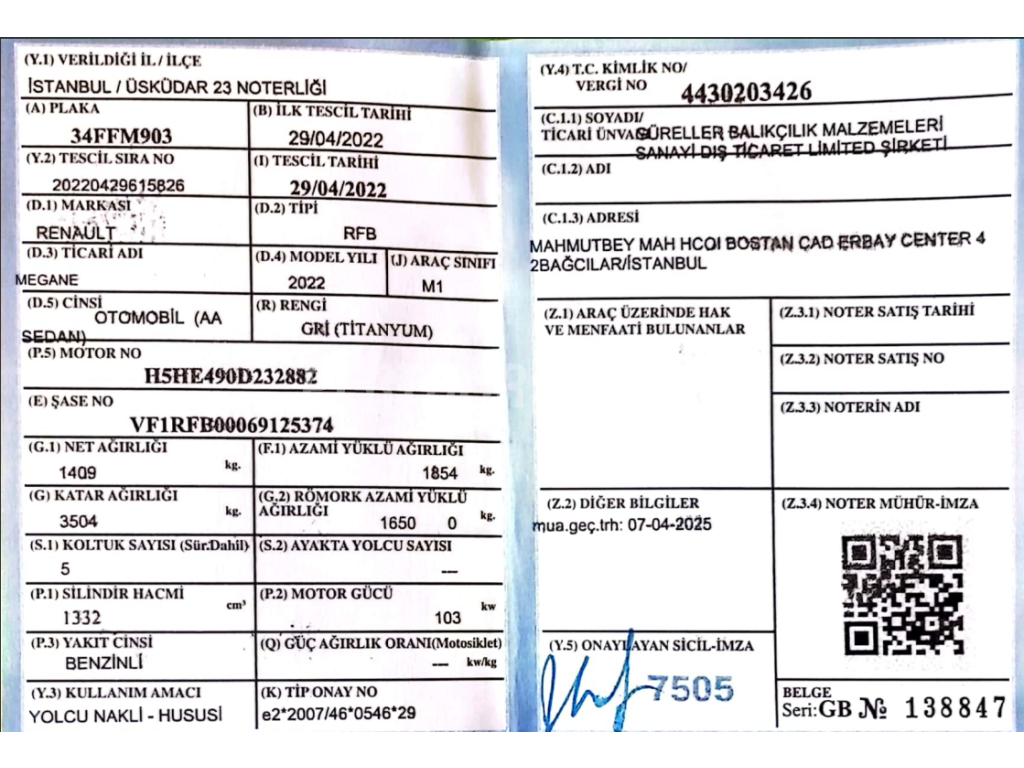 (Y.1) VERİLDİĞİ İL / İLÇE
İSTANBUL / ÜSKÜDAR 23 NOTERLİĞİ
(A) PLAKA
34FFM903
(B) İLK TESCİL TARİHİ
29/04/2022
(Y.2) TESCİL SIRA NO
20220429615826
(I) TESCİL TARİHİ
29/04/2022
(D.1) MARKASI
RENAULT
(D.2) TİPİ
RFB
(D.3) TİCARİ ADI
MEGANE
(D.4) MODEL YILI
2022
(J) ARAÇ SINIFI
M1
(D.5) CİNSİ
OTOMOBİL (AA
SEDAN)
(R) RENGİ
GRİ (TİTANYUM)
(P.5) MOTOR NO
H5HE490D232882
(E) ŞASE NO
VF1RFB00069125374
(G.1) NET AĞIRLIĞI
1409 kg.
(F.1) AZAMİ YÜKLÜ AĞIRLIĞI
1854 kg.
(G) KATAR AĞIRLIĞI
3504 kg.
(G.2) RÖMORK AZAMİ YÜKLÜ
AĞIRLIĞI
1650 0 kg.
(S.1) KOLTUK SAYISI (Sür.Dahil)
5
(S.2) AYAKTA YOLCU SAYISI
---
(P.1) SİLİNDİR HACMİ
1332 cm³
(P.2) MOTOR GÜCÜ
103 kw
(P.3) YAKIT CİNSİ
BENZİNLİ
(Q) GÜÇ AĞIRLIK ORANI(Motosiklet)
--- kw/kg
(Y.3) KULLANIM AMACI
YOLCU NAKLİ - HUSUSİ
(K) TİP ONAY NO
e2*2007/46*0546*29
(Y.4) T.C. KİMLİK NO/
VERGİ NO
4430203426
(C.1.1) SOYADI/
TİCARİ ÜNVA
GÜRELLER BALIKÇILIK MALZEMELERİ
SANAYİ DIŞ TİCARET LİMİTED ŞİRKETİ
(C.1.2) ADI
(C.1.3) ADRESİ
MAHMUTBEY MAH HCOI BOSTAN CAD ERBAY CENTER 4
2BAĞCILAR/İSTANBUL
(Z.1) ARAÇ ÜZERİNDE HAK
VE MENFAATİ BULUNANLAR
(Z.3.1) NOTER SATIŞ TARİHİ
(Z.3.2) NOTER SATIŞ NO
(Z.3.3) NOTERİN ADI
(Z.2) DİĞER BİLGİLER
mua.geç.trh: 07-04-2025
(Z.3.4) NOTER MÜHÜR-İMZA
(Y.5) ONAYLAYAN SİCİL-İMZA
7505
BELGE
Seri:GB № 138847